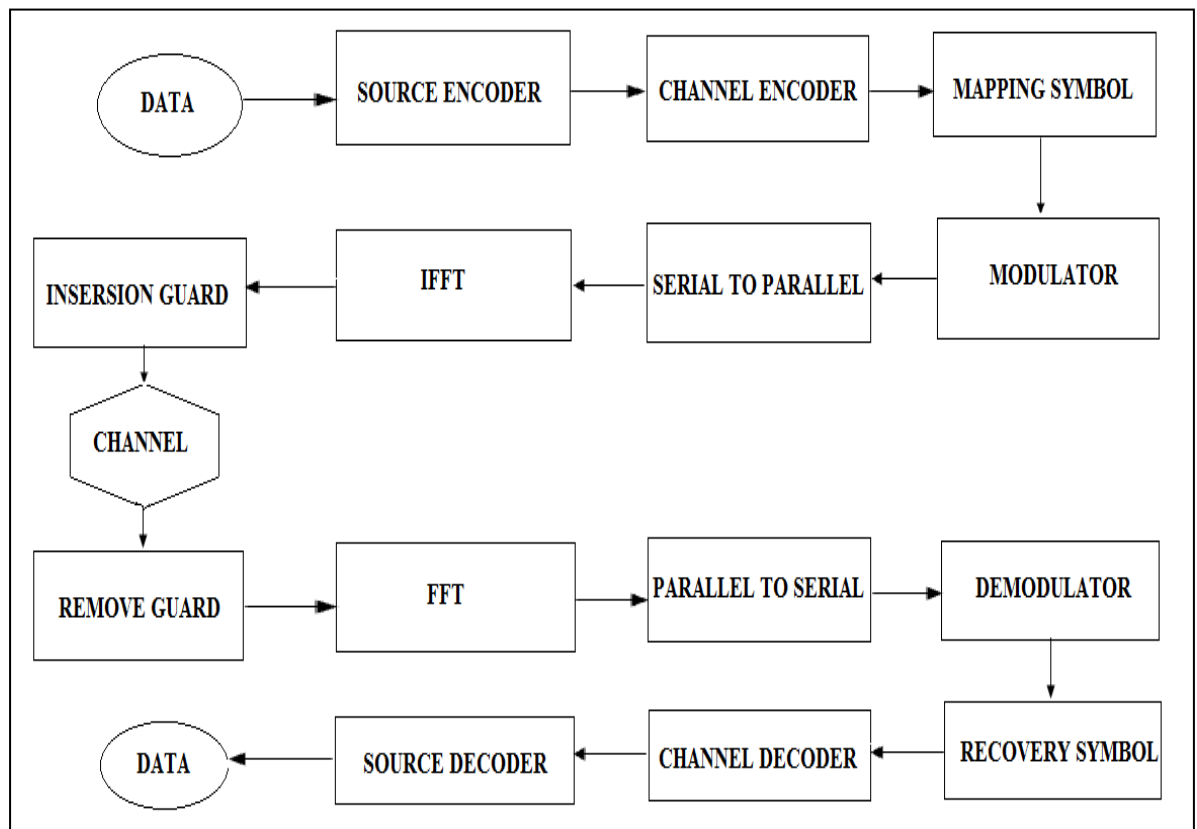 DATA
SOURCE ENCODER
CHANNEL ENCODER
MAPPING SYMBOL
MODULATOR
SERIAL TO PARALLEL
IFFT
INSERSION GUARD
CHANNEL
REMOVE GUARD
FFT
PARALLEL TO SERIAL
DEMODULATOR
RECOVERY SYMBOL
CHANNEL DECODER
SOURCE DECODER
DATA